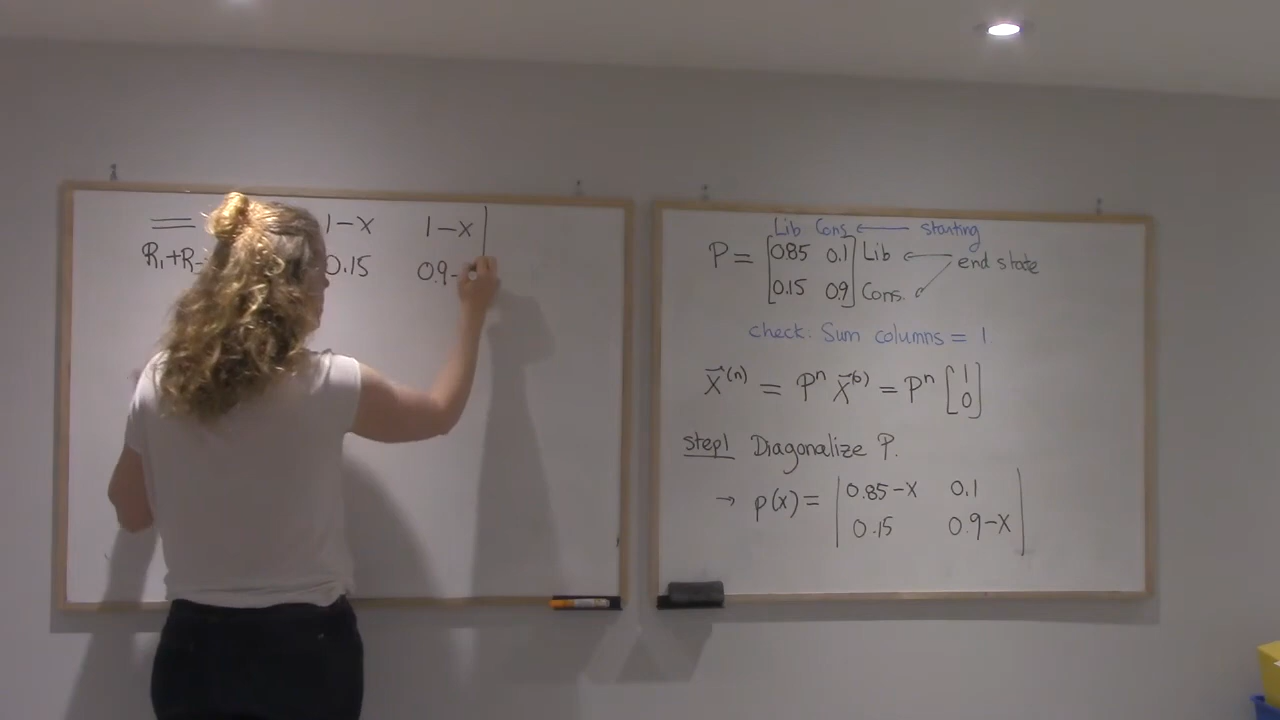 = 1-x 1-x |
R₁+R 0.15 0.9-
Lib Cons ← starting
P = [0.85 0.1] Lib ← end state
[0.15 0.9] Cons. ←
check: Sum columns = 1.
X⃗⁽ⁿ⁾ = Pⁿ X⃗⁽⁰⁾ = Pⁿ [1 0]
Step1 Diagonalize P.
→ p(x) = | 0.85-x 0.1 |
| 0.15 0.9-x |